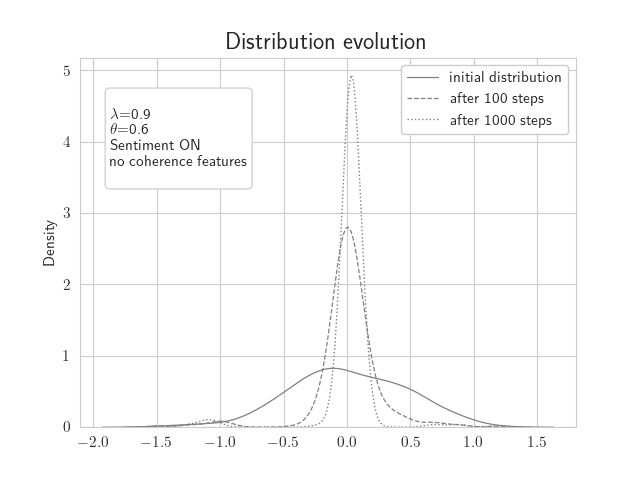 Distribution evolution
5
4
3
2
1
0
Density
λ=0.9
θ=0.6
Sentiment ON
no coherence features
initial distribution
after 100 steps
after 1000 steps
−2.0 −1.5 −1.0 −0.5 0.0 0.5 1.0 1.5